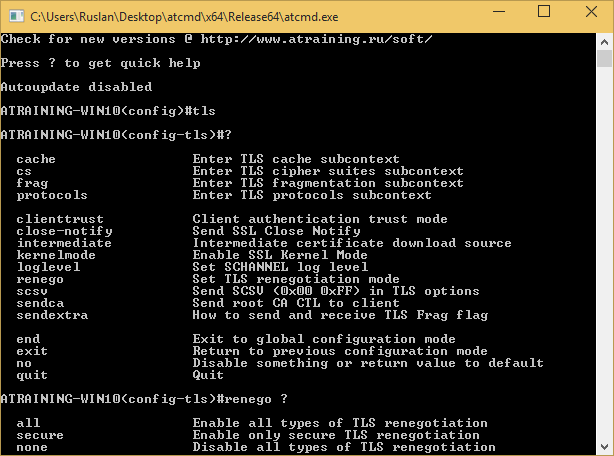 C:\Users\Ruslan\Desktop\atcmd\x64\Release64\atcmd.exe
Check for new versions @ http://www.atraining.ru/soft/
Press ? to get quick help
Autoupdate disabled
ATRAINING-WIN10(config)#tls
ATRAINING-WIN10(config-tls)#?
cache Enter TLS cache subcontext
cs Enter TLS cipher suites subcontext
frag Enter TLS fragmentation subcontext
protocols Enter TLS protocols subcontext
clienttrust Client authentication trust mode
close-notify Send SSL Close Notify
intermediate Intermediate certificate download source
kernelmode Enable SSL Kernel Mode
loglevel Set SCHANNEL log level
renego Set TLS renegotiation mode
scsv Send SCSV (0x00 0xFF) in TLS options
sendca Send root CA CTL to client
sendextra How to send and receive TLS Frag flag
end Exit to global configuration mode
exit Return to previous configuration mode
no Disable something or return value to default
quit Quit
ATRAINING-WIN10(config-tls)#renego ?
all Enable all types of TLS renegotiation
secure Enable only secure TLS renegotiation
none Disable all types of TLS renegotiation